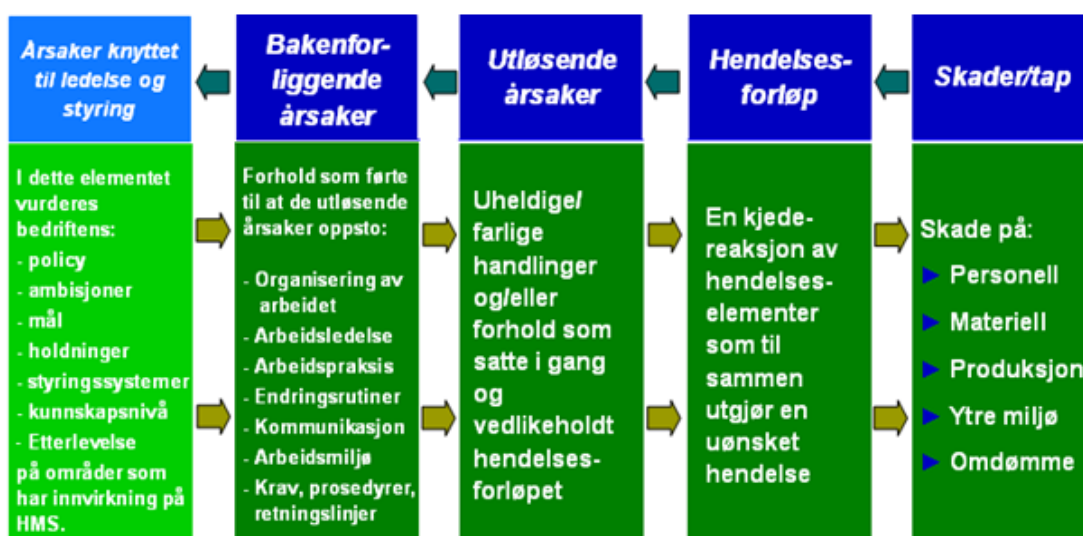 Årsaker knyttet
til ledelse og
styring
I dette elementet
vurderes
bedriftens:
- policy
- ambisjoner
- mål
- holdninger
- styringssystemer
- kunnskapsnivå
- Etterlevelse
på områder som
har innvirkning på
HMS.
Bakenfor-
liggende
årsaker
Forhold som førte
til at de utløsende
årsaker oppsto:
- Organisering av
arbeidet
- Arbeidsledelse
- Arbeidspraksis
- Endringsrutiner
- Kommunikasjon
- Arbeidsmiljø
- Krav, prosedyrer,
retningslinjer
Utløsende
årsaker
Uheldige/
farlige
handlinger
og/eller
forhold som
satte i gang
og
vedlikeholdt
hendelses-
forløpet
Hendelses-
forløp
En kjede-
reaksjon av
hendelses-
elementer
som til
sammen
utgjør en
uønsket
hendelse
Skader/tap
Skade på:
► Personell
► Materiell
► Produksjon
► Ytre miljø
► Omdømme